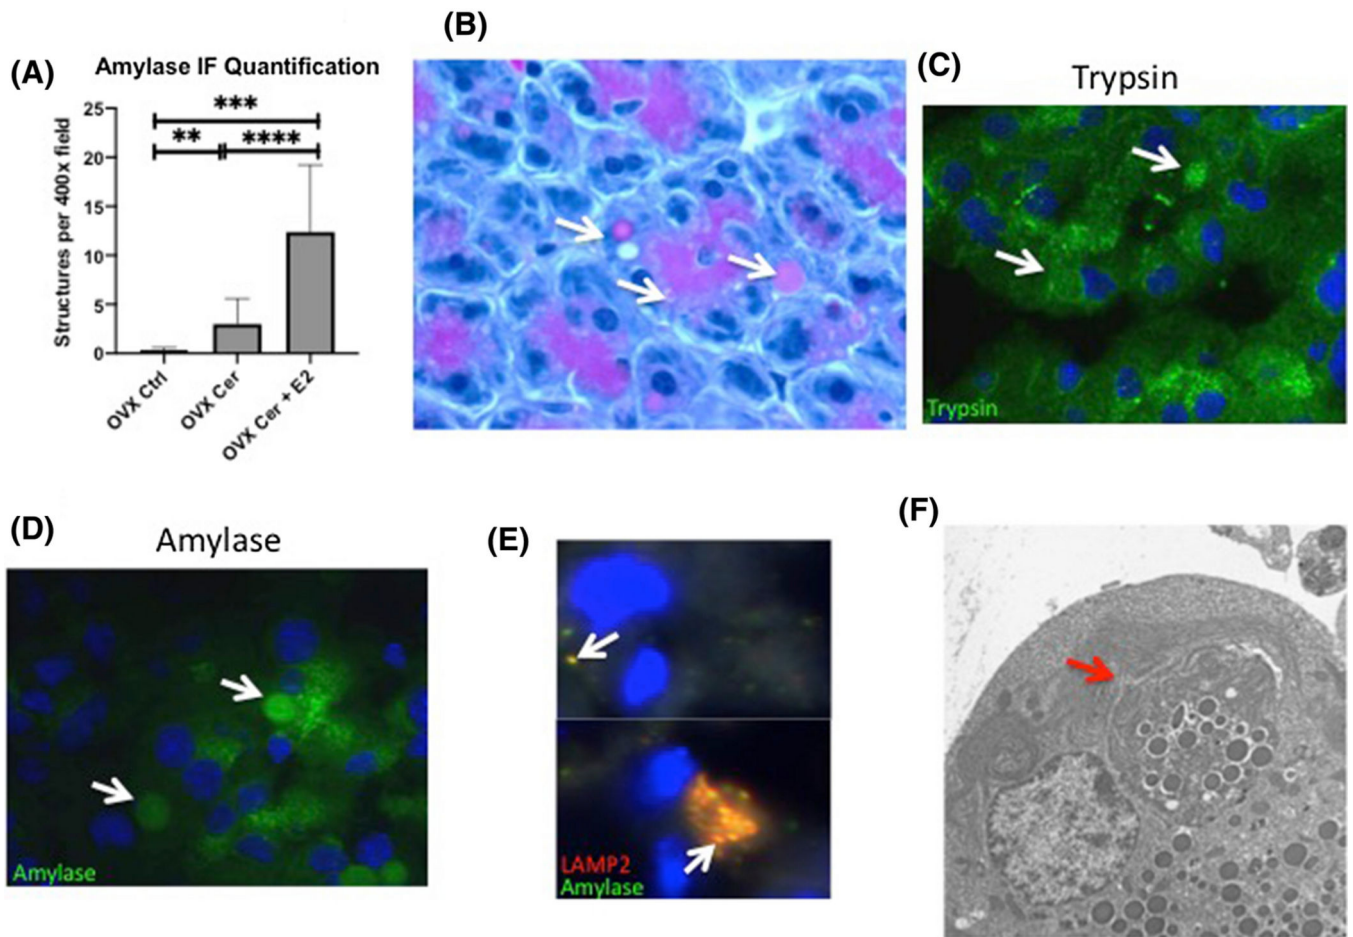 (A)
Amylase IF Quantification
Structures per 400x field
25
20
15
10
5
0
***
** ****
OVX Ctrl
OVX Cer
OVX Cer + E2
(B)
(C)
Trypsin
Trypsin
(D)
Amylase
Amylase
(E)
LAMP2
Amylase
(F)